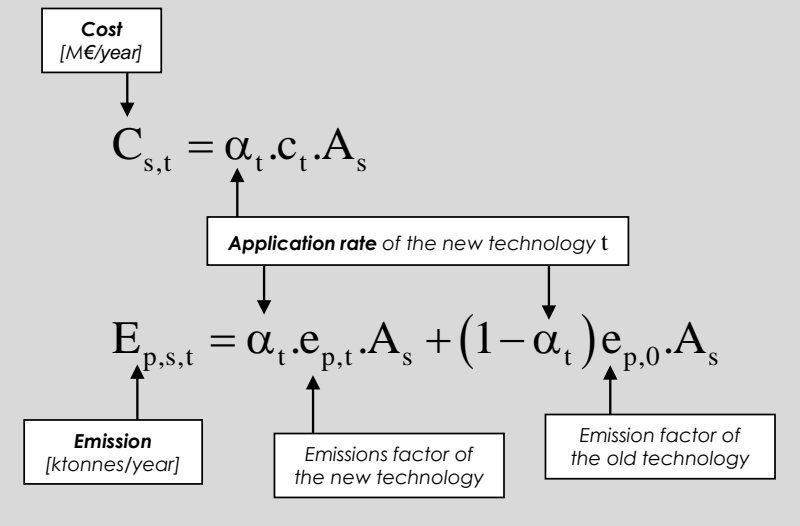 Cost
[M€/year]
C_{s,t} = α_t.c_t.A_s
Application rate of the new technology t
E_{p,s,t} = α_t.e_{p,t}.A_s + (1−α_t)e_{p,0}.A_s
Emission
[ktonnes/year]
Emissions factor of
the new technology
Emission factor of
the old technology